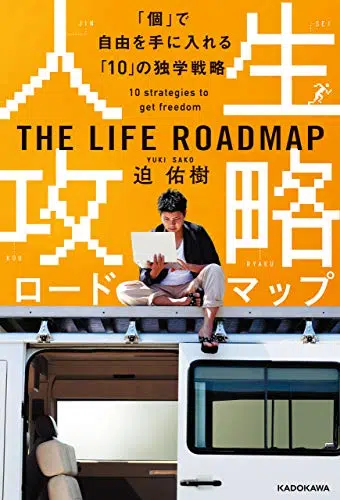 「個」で
自由を手に入れる
「10」の独学戦略
10 strategies to
get freedom
人生
JIN
SEI
THE LIFE ROADMAP
YUKI SAKO
迫 佑樹
攻略
KOU
RYAKU
ロードマップ
KADOKAWA